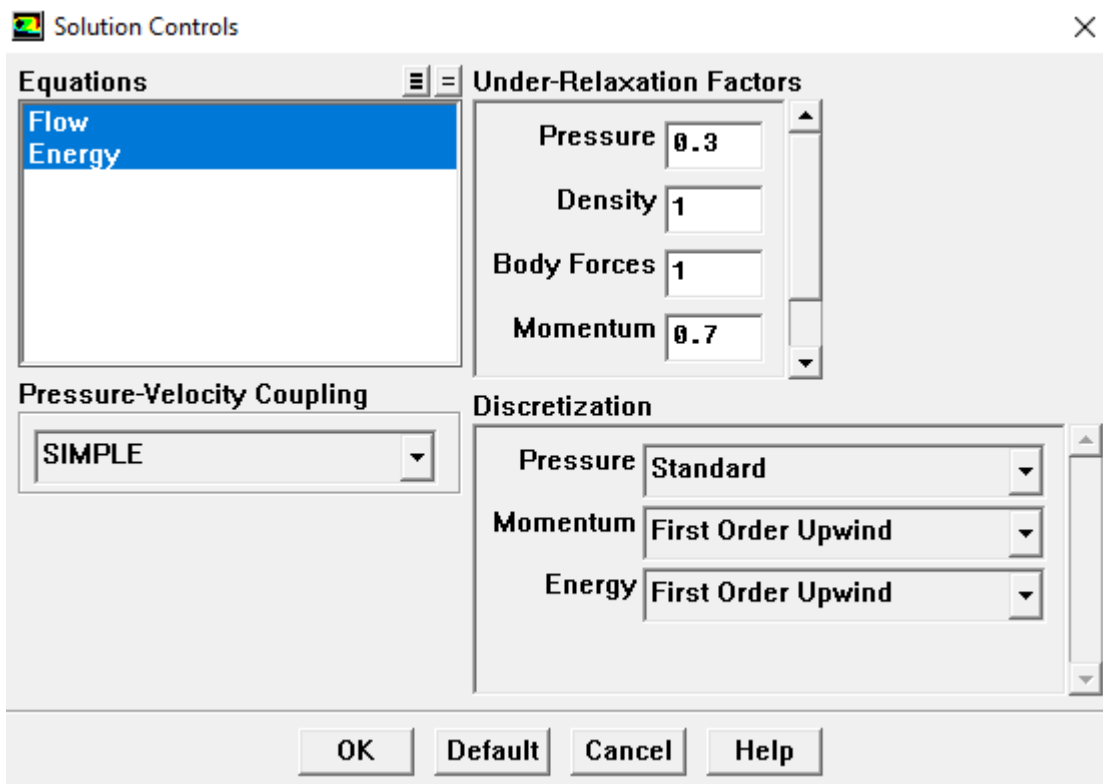 Solution Controls
Equations
Flow
Energy
Pressure-Velocity Coupling
SIMPLE
Under-Relaxation Factors
Pressure 0.3
Density 1
Body Forces 1
Momentum 0.7
Discretization
Pressure Standard
Momentum First Order Upwind
Energy First Order Upwind
OK Default Cancel Help